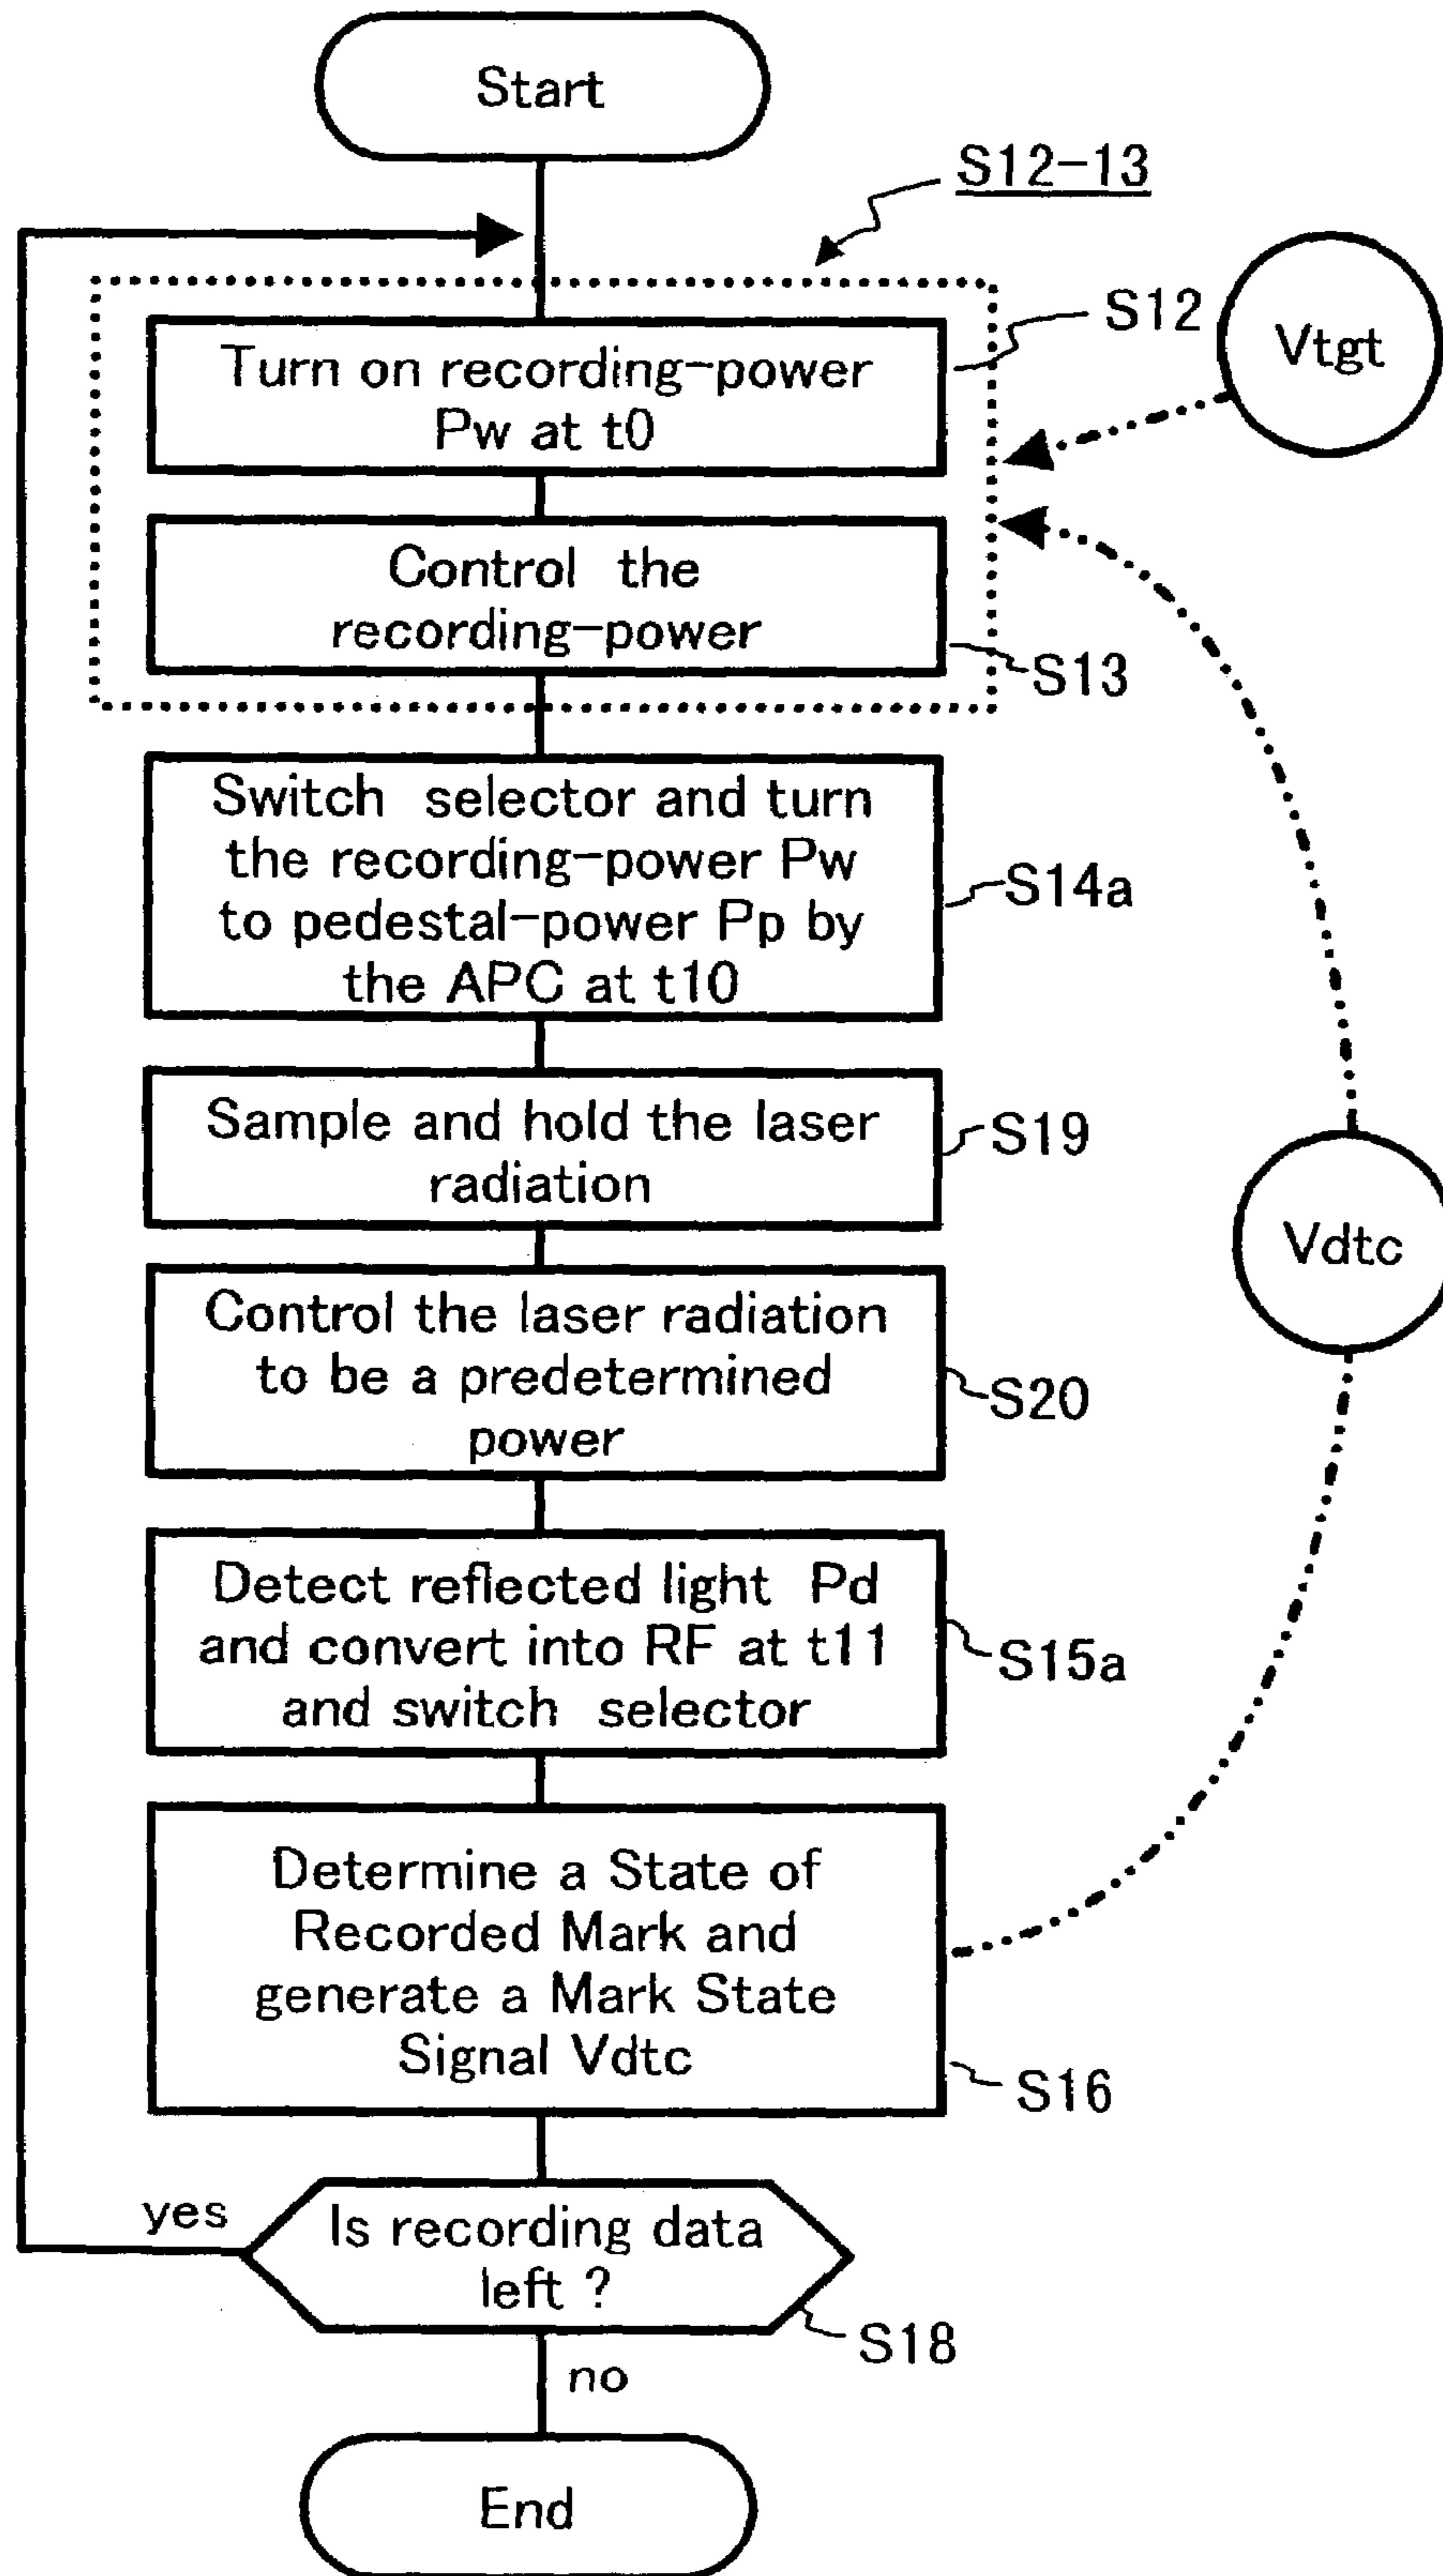 Start
S12-13
S12
Vtgt
Turn on recording-power
Pw at t0
Control the
recording-power
S13
Switch selector and turn
the recording-power Pw
to pedestal-power Pp by
the APC at t10
S14a
Sample and hold the laser
radiation
S19
Vdtc
Control the laser radiation
to be a predetermined
power
S20
Detect reflected light Pd
and convert into RF at t11
and switch selector
S15a
Determine a State of
Recorded Mark and
generate a Mark State
Signal Vdtc
S16
yes
Is recording data
left ?
S18
no
End